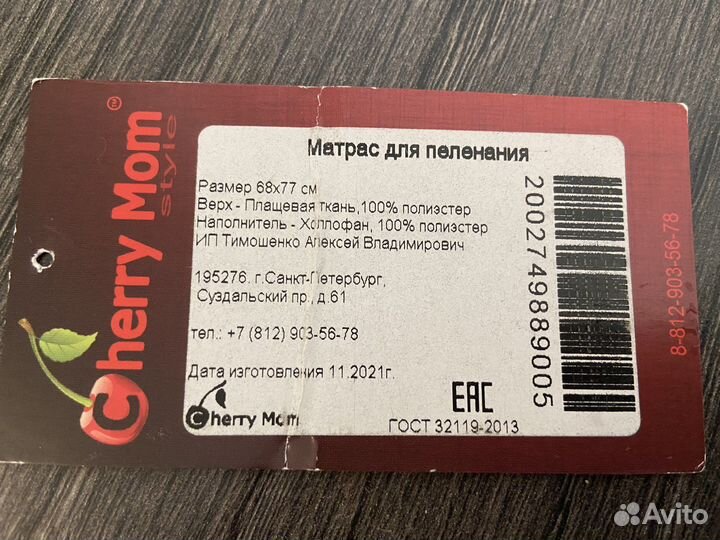 Cherry Mom™
style
Матрас для пеленания
Размер 68x77 см
Верх - Плащевая ткань,100% полиэстер
Наполнитель - Холлофан, 100% полиэстер
ИП Тимошенко Алексей Владимирович
195276. г.Санкт-Петербург,
Суздальский пр., д.61
тел.: +7 (812) 903-56-78
Дата изготовления 11.2021г.
Cherry Mom
EAC
ГОСТ 32119-2013
2002749889005
8-812-903-56-78
Avito